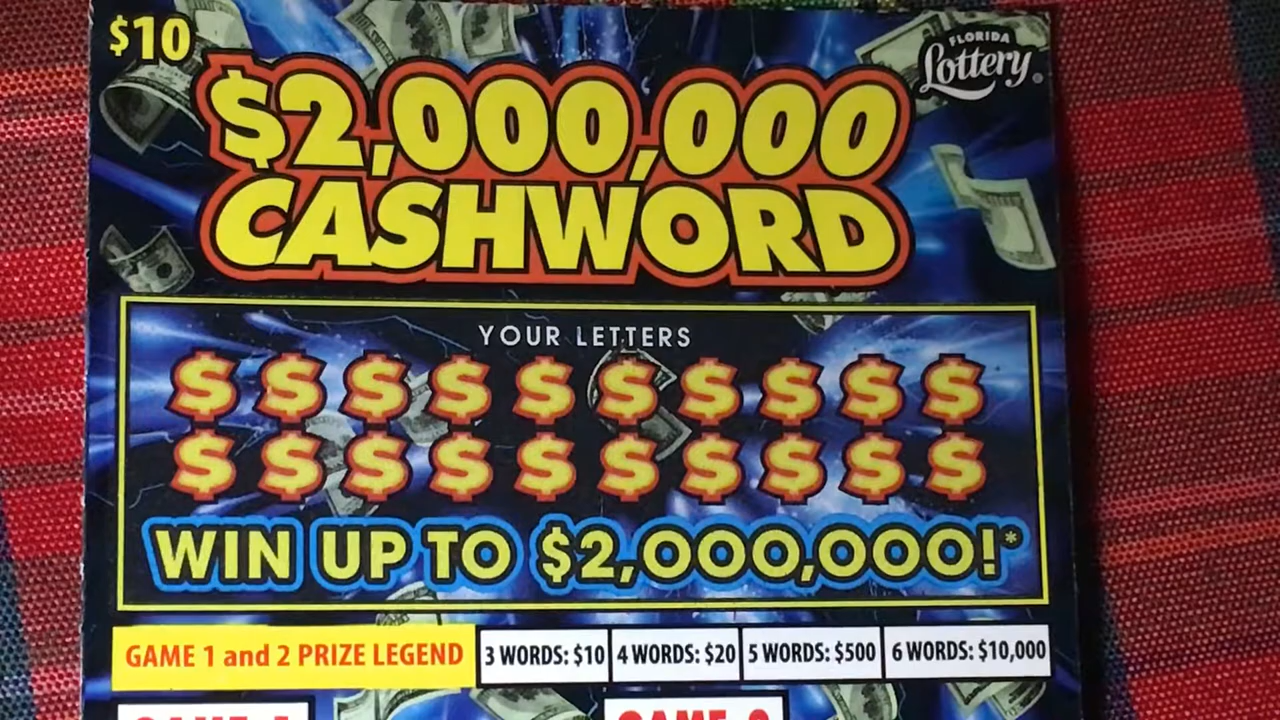 $10
FLORIDA
Lottery
$2,000,000
CASHWORD
YOUR LETTERS
$ $ $ $ $ $ $ $ $ $
$ $ $ $ $ $ $ $ $ $
WIN UP TO $2,000,000!*
GAME 1 and 2 PRIZE LEGEND 3 WORDS: $10 4 WORDS: $20 5 WORDS: $500 6 WORDS: $10,000